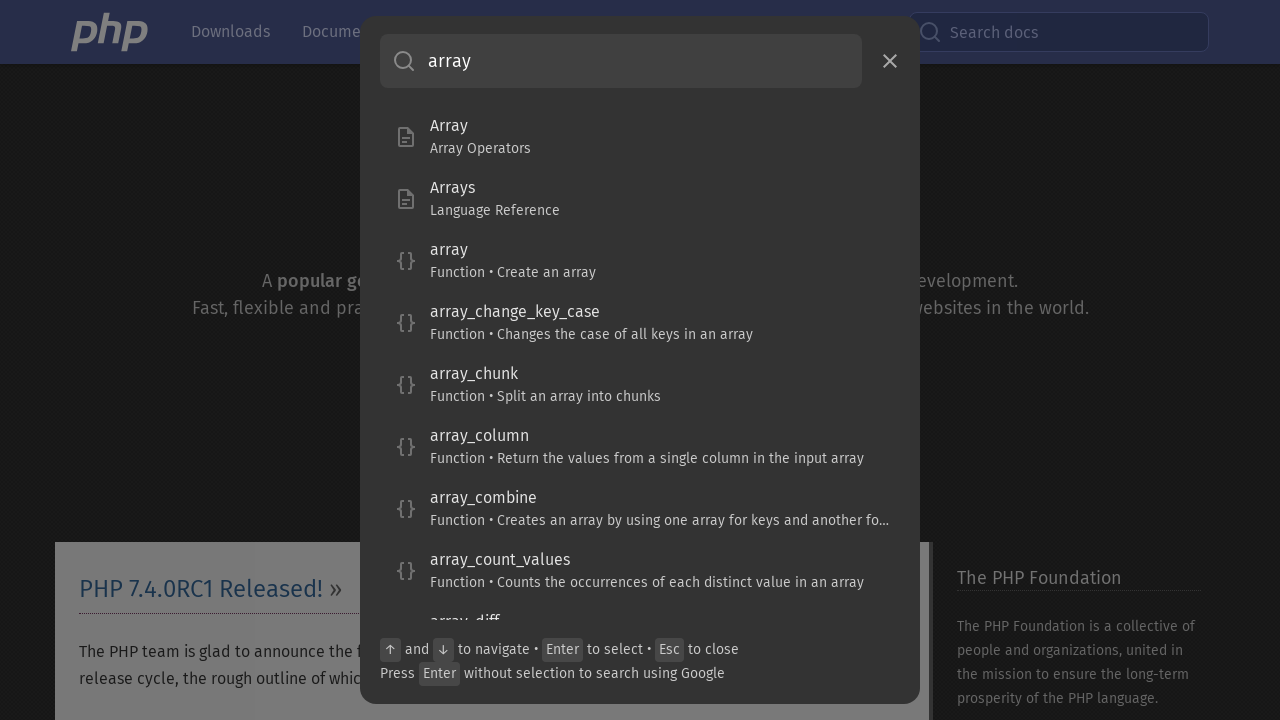 php
Downloads
Docume
Search docs
array
Array
Array Operators
Arrays
Language Reference
array
Function • Create an array
array_change_key_case
Function • Changes the case of all keys in an array
array_chunk
Function • Split an array into chunks
array_column
Function • Return the values from a single column in the input array
array_combine
Function • Creates an array by using one array for keys and another fo…
array_count_values
Function • Counts the occurrences of each distinct value in an array
array_diff
↑ and ↓ to navigate • Enter to select • Esc to close
Press Enter without selection to search using Google
A popular ge
evelopment.
Fast, flexible and pra
websites in the world.
PHP 7.4.0RC1 Released! »
The PHP team is glad to announce the f
release cycle, the rough outline of whic
The PHP Foundation
The PHP Foundation is a collective of
people and organizations, united in
the mission to ensure the long-term
prosperity of the PHP language.